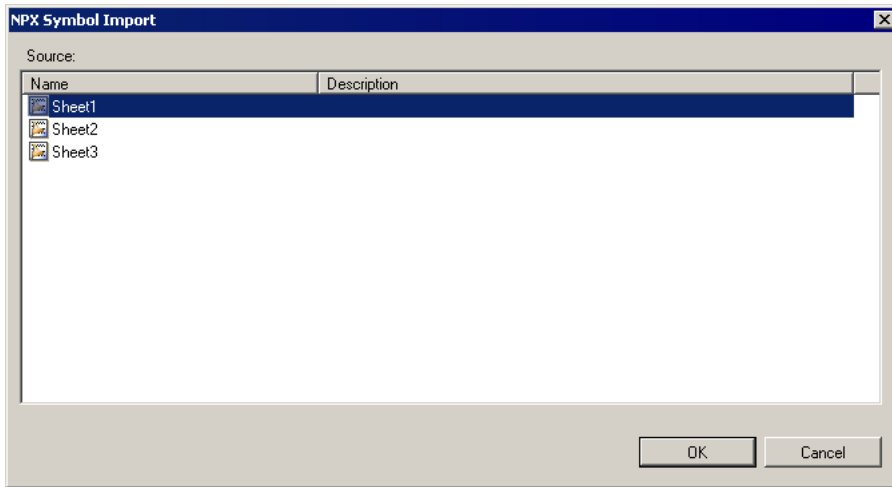 NPX Symbol Import
Source:
Name Description
Sheet1
Sheet2
Sheet3
OK Cancel